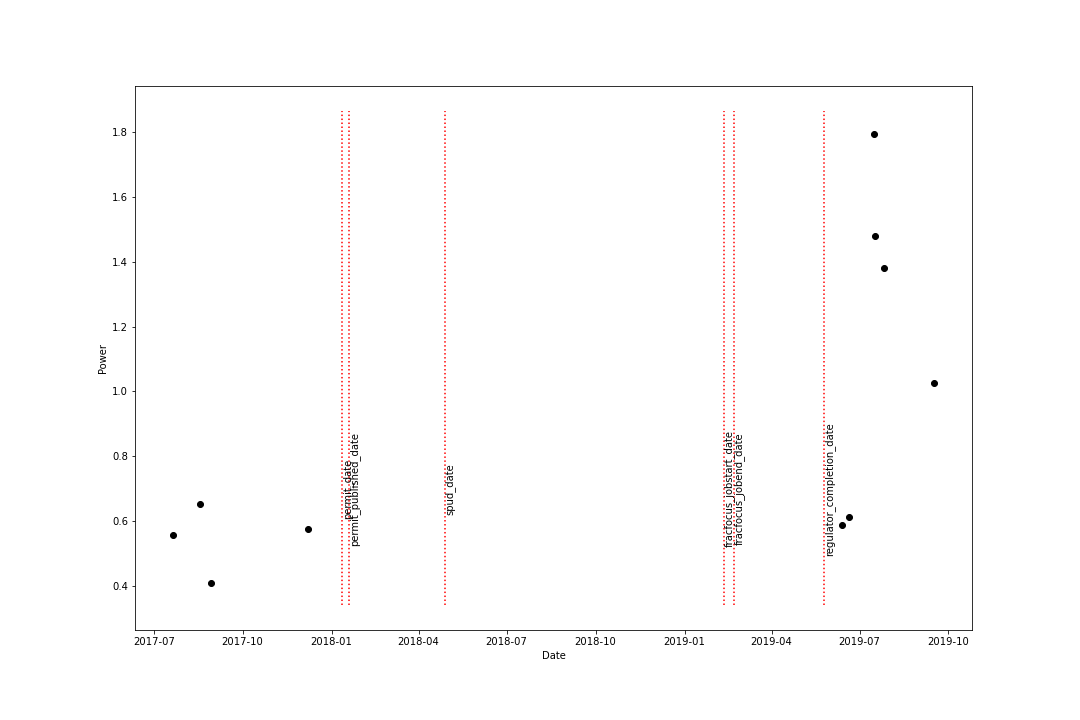 1.8
1.6
1.4
1.2
1.0
0.8
0.6
0.4
Power
permit_date
permit_published_date
spud_date
fracfocus_jobstart_date
fracfocus_jobend_date
regulator_completion_date
2017-07
2017-10
2018-01
2018-04
2018-07
2018-10
2019-01
2019-04
2019-07
2019-10
Date